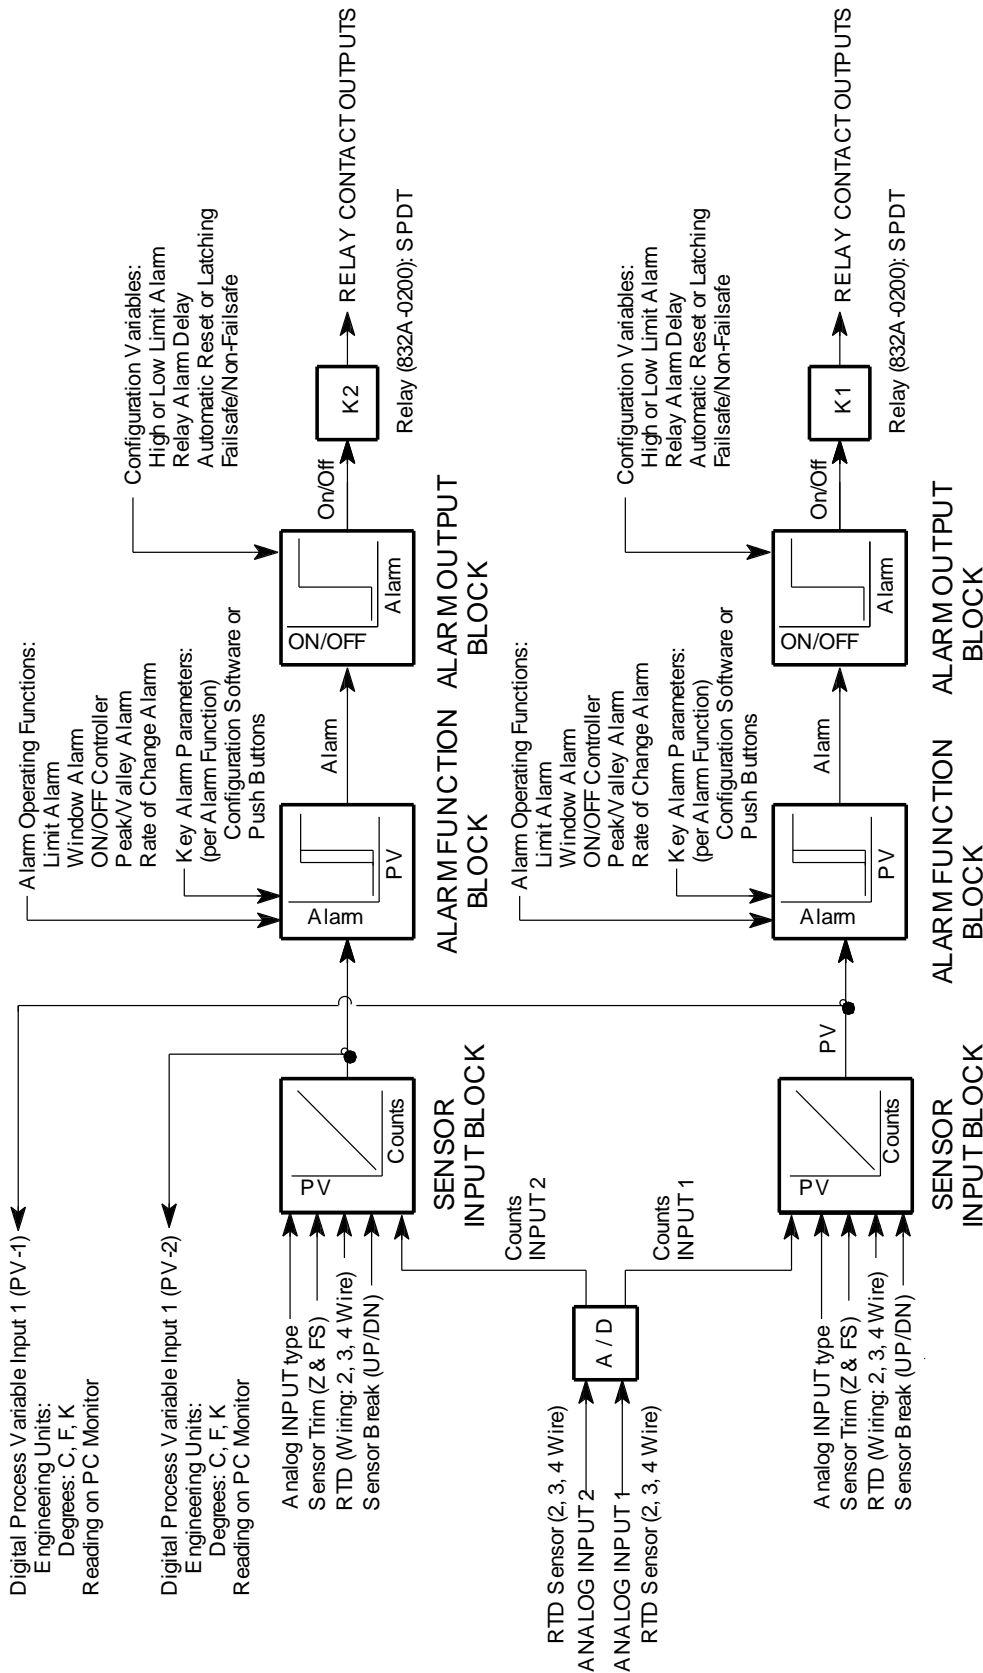 Digital Process Variable Input 1 (PV-1)
Engineering Units:
Degrees: C, F, K
Reading on PC Monitor
Digital Process Variable Input 1 (PV-2)
Engineering Units:
Degrees: C, F, K
Reading on PC Monitor
Alarm Operating Functions:
Limit Alarm
Window Alarm
ON/OFF Controller
Peak/Valley Alarm
Rate of Change Alarm
Key Alarm Parameters:
(per Alarm Function)
Configuration Software or
Push Buttons
Configuration Variables:
High or Low Limit Alarm
Relay Alarm Delay
Automatic Reset or Latching
Failsafe/Non-Failsafe
Analog INPUT type
Sensor Trim (Z & FS)
RTD (Wiring: 2, 3, 4 Wire)
Sensor Break (UP/DN)
PV
Counts
SENSOR
INPUT BLOCK
Alarm
PV
ALARM FUNCTION
BLOCK
Alarm
ON/OFF
Alarm
ALARM OUTPUT
BLOCK
On/Off
K2
RELAY CONTACT OUTPUTS
Relay (832A-0200): SPDT
Counts
INPUT 2
RTD Sensor (2, 3, 4 Wire)
ANALOG INPUT 2
A / D
ANALOG INPUT 1
RTD Sensor (2, 3, 4 Wire)
Counts
INPUT 1
Alarm Operating Functions:
Limit Alarm
Window Alarm
ON/OFF Controller
Peak/Valley Alarm
Rate of Change Alarm
Key Alarm Parameters:
(per Alarm Function)
Configuration Software or
Push Buttons
Configuration Variables:
High or Low Limit Alarm
Relay Alarm Delay
Automatic Reset or Latching
Failsafe/Non-Failsafe
Analog INPUT type
Sensor Trim (Z & FS)
RTD (Wiring: 2, 3, 4 Wire)
Sensor Break (UP/DN)
PV
Counts
SENSOR
INPUT BLOCK
PV
Alarm
PV
ALARM FUNCTION
BLOCK
Alarm
ON/OFF
Alarm
ALARM OUTPUT
BLOCK
On/Off
K1
RELAY CONTACT OUTPUTS
Relay (832A-0200): SPDT